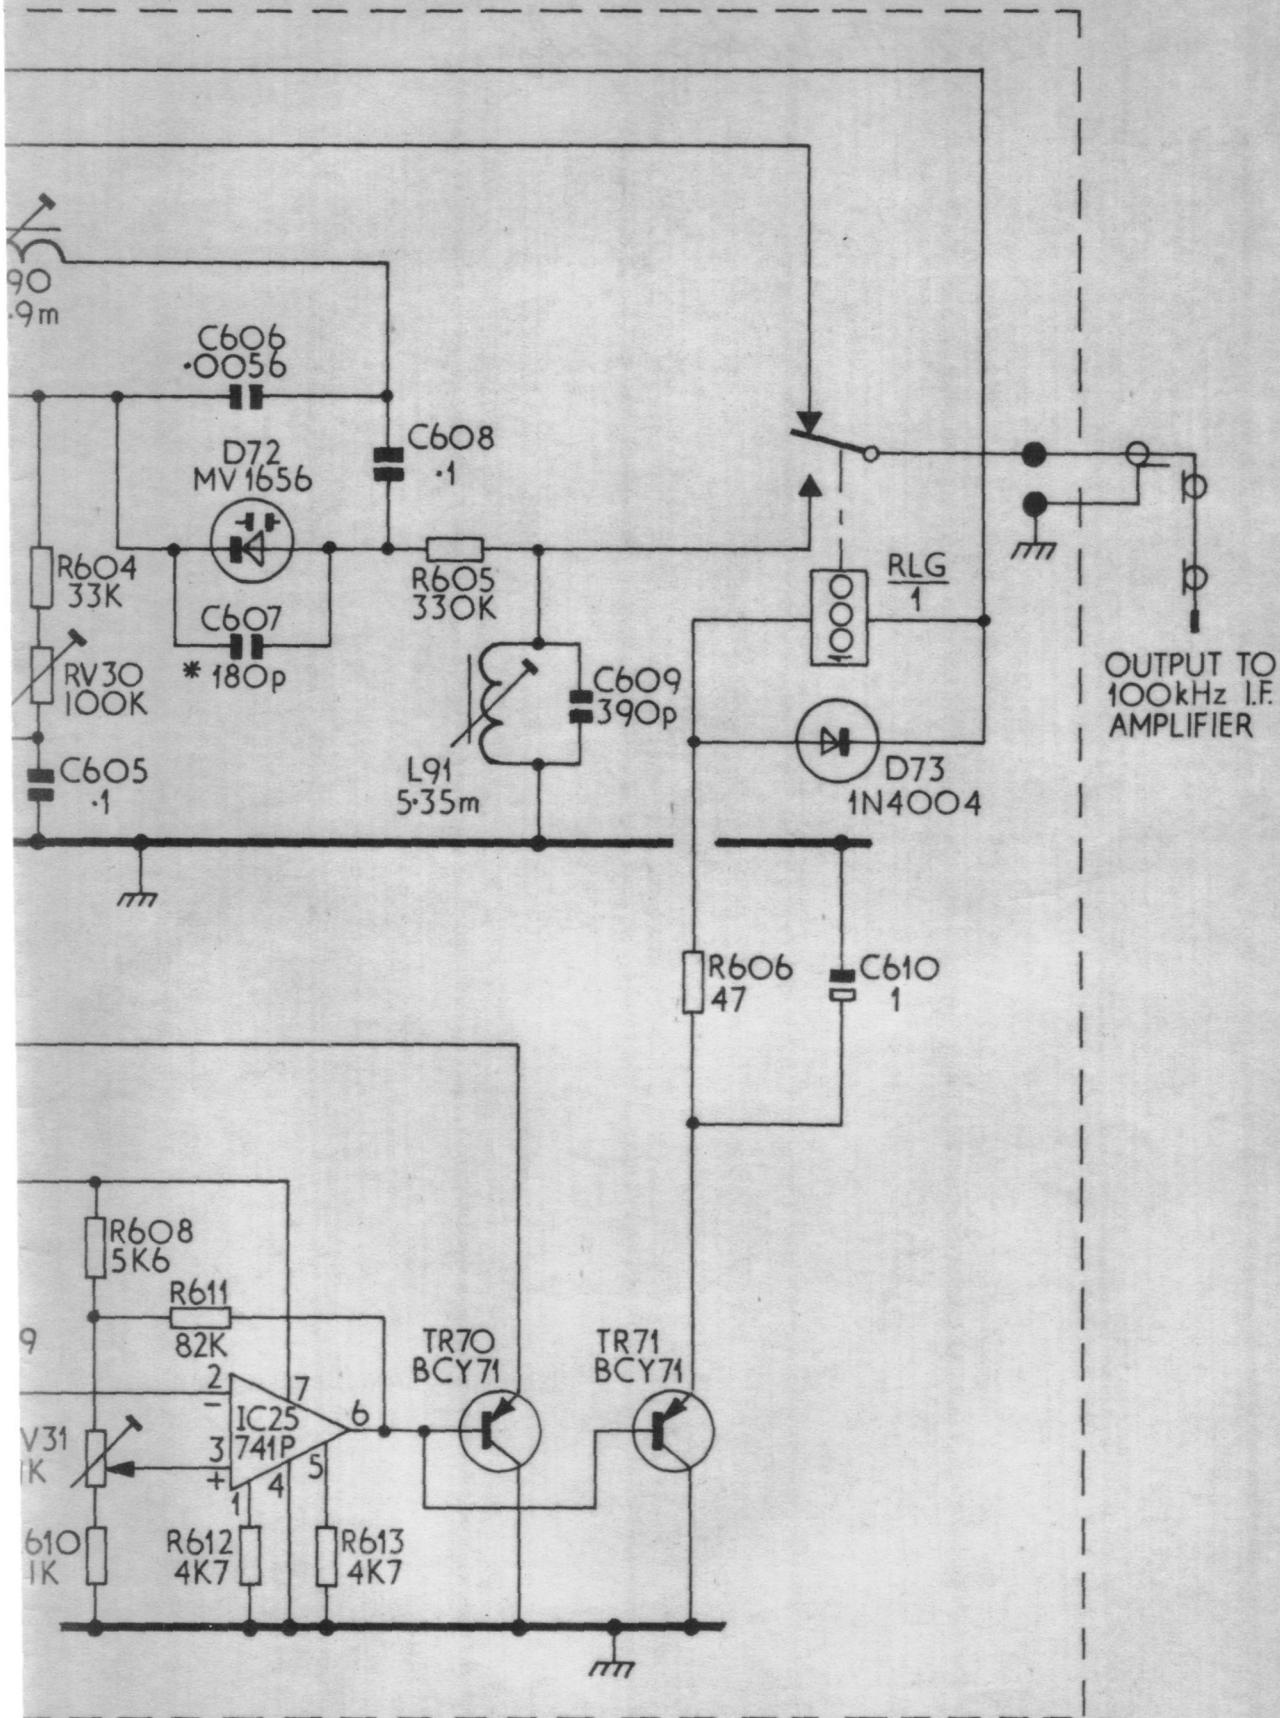 90
.9m
C606
.0056
D72
MV1656
C608
.1
R604
33K
C607
* 180p
R605
330K
RLG
1
RV30
100K
C609
390p
OUTPUT TO
100kHz I.F.
AMPLIFIER
C605
.1
L91
5.35m
D73
1N4004
R606
47
C610
1
R608
5K6
R611
82K
9
TR70
BCY71
TR71
BCY71
2
−
7
IC25
741P
6
V31
1K
3
+
1
4
5
610
1K
R612
4K7
R613
4K7